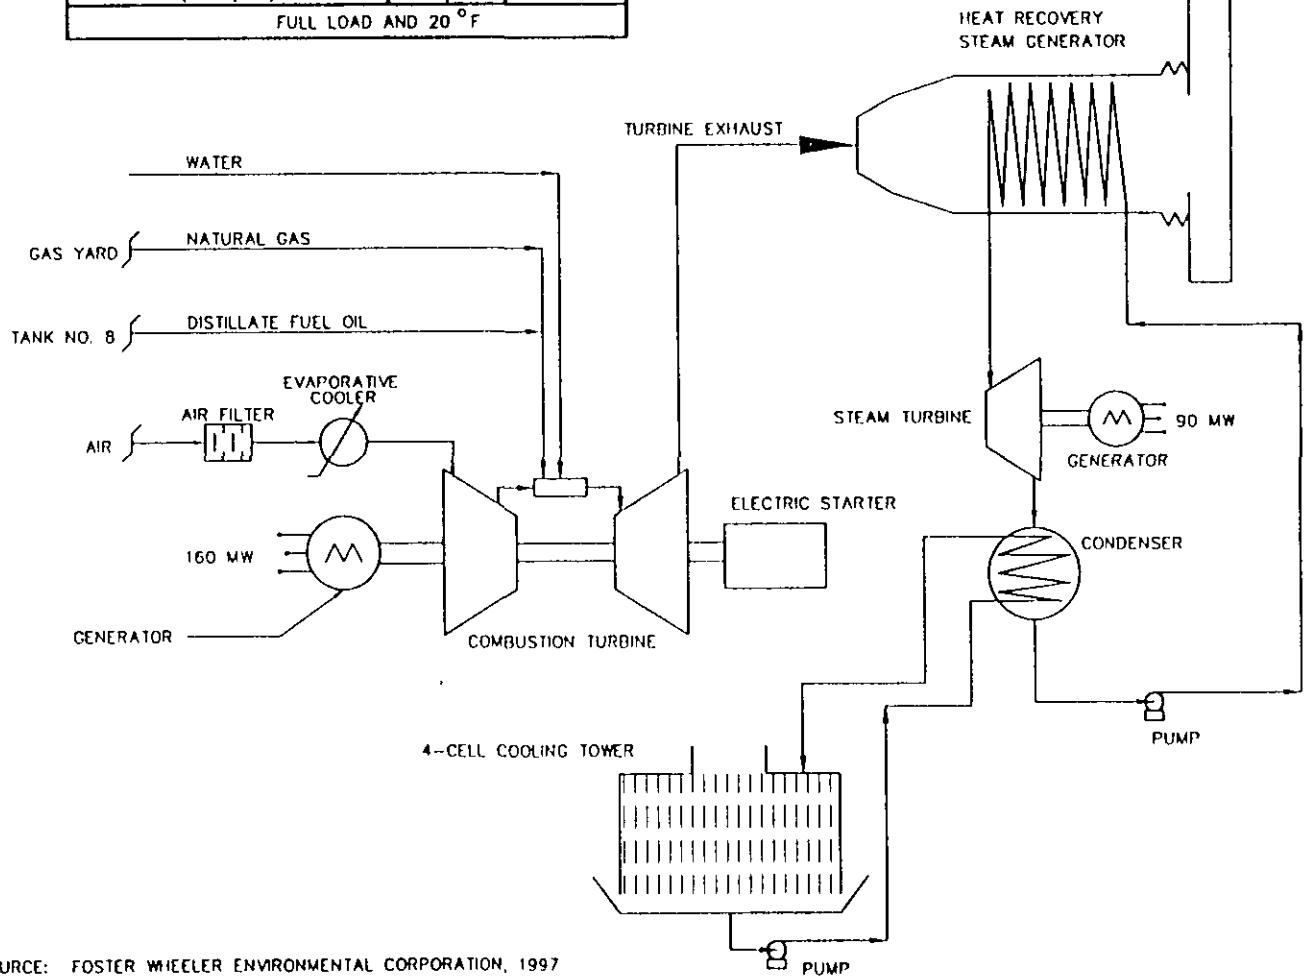 FULL LOAD AND 20 °F
HEAT RECOVERY
STEAM GENERATOR
TURBINE EXHAUST
WATER
NATURAL GAS
GAS YARD
DISTILLATE FUEL OIL
TANK NO. 8
EVAPORATIVE
COOLER
AIR FILTER
AIR
STEAM TURBINE
90 MW
GENERATOR
ELECTRIC STARTER
160 MW
CONDENSER
GENERATOR
COMBUSTION TURBINE
4-CELL COOLING TOWER
PUMP
URCE: FOSTER WHEELER ENVIRONMENTAL CORPORATION, 1997
PUMP